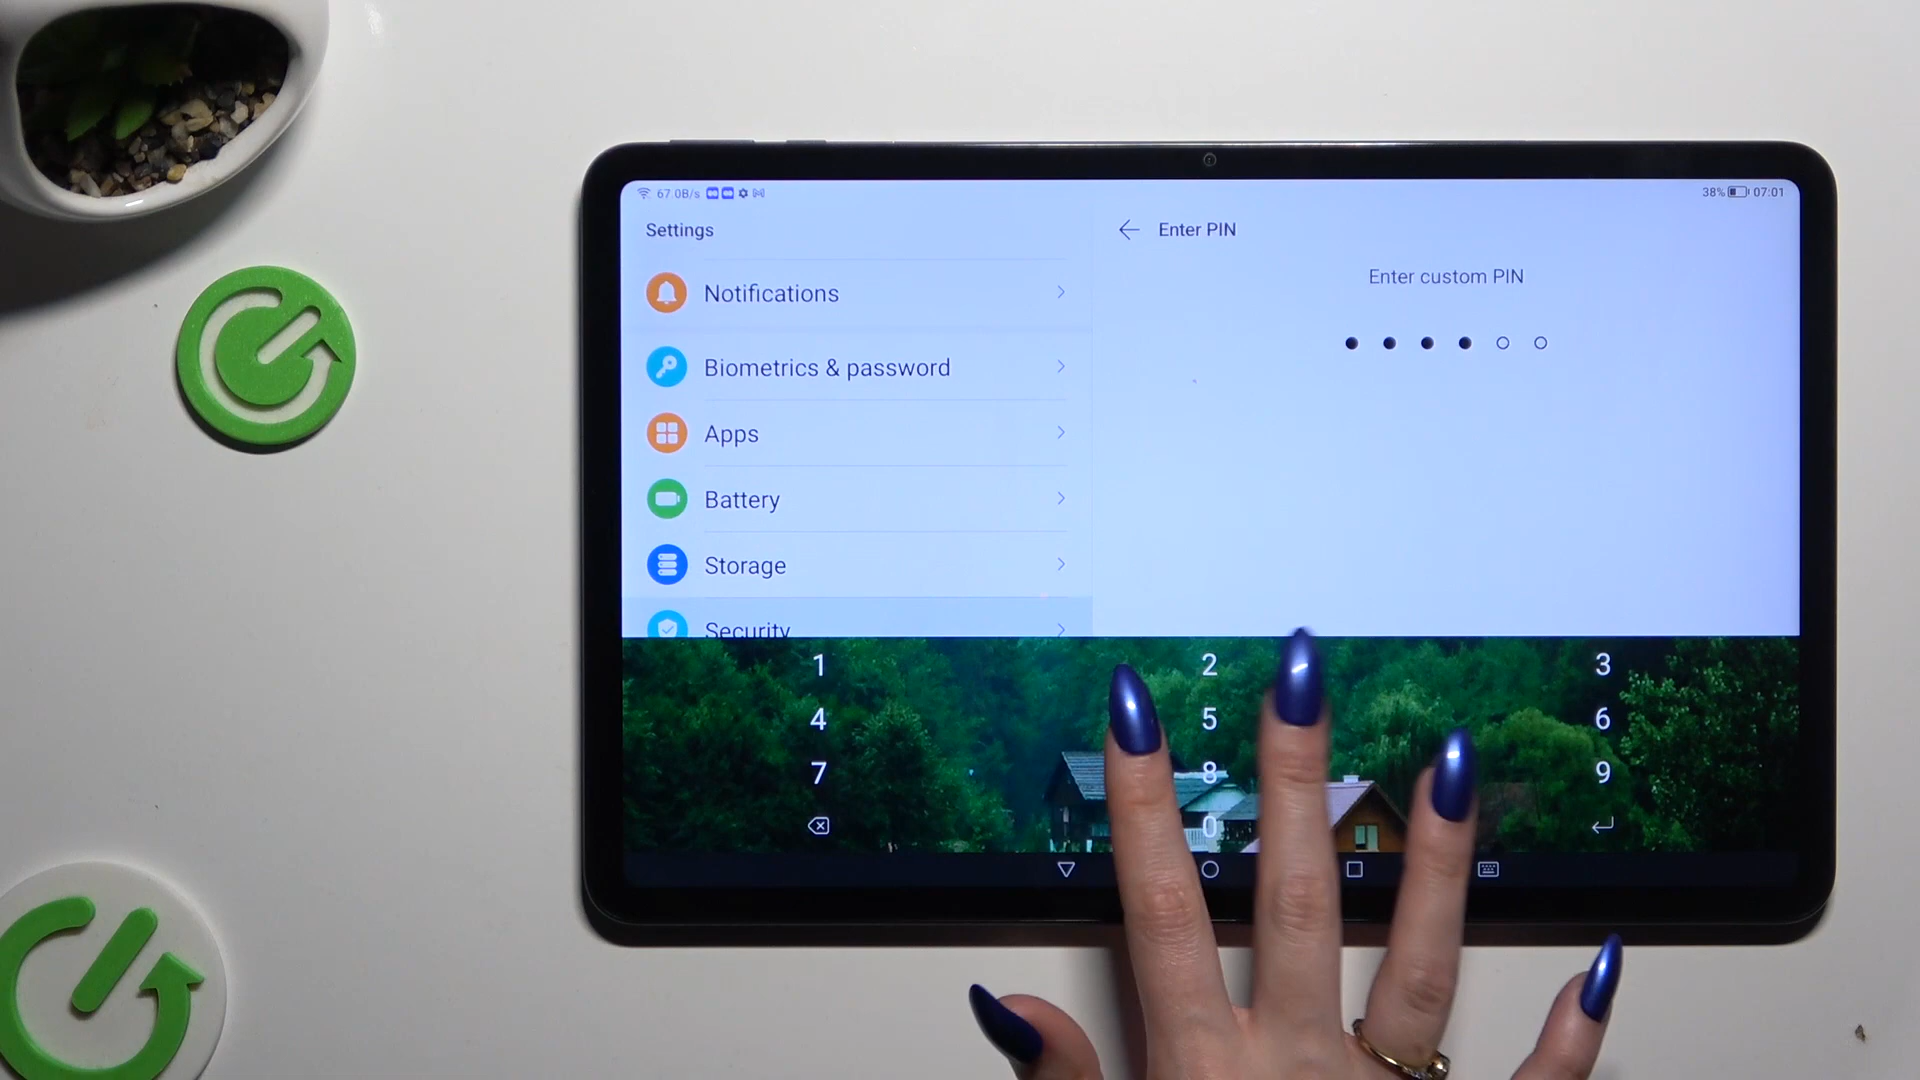 67 0B/s
38% 07:01
Settings
Enter PIN
Enter custom PIN
Notifications
Biometrics & password
Apps
Battery
Storage
Security
1 2 3
4 5 6
7 8 9
0